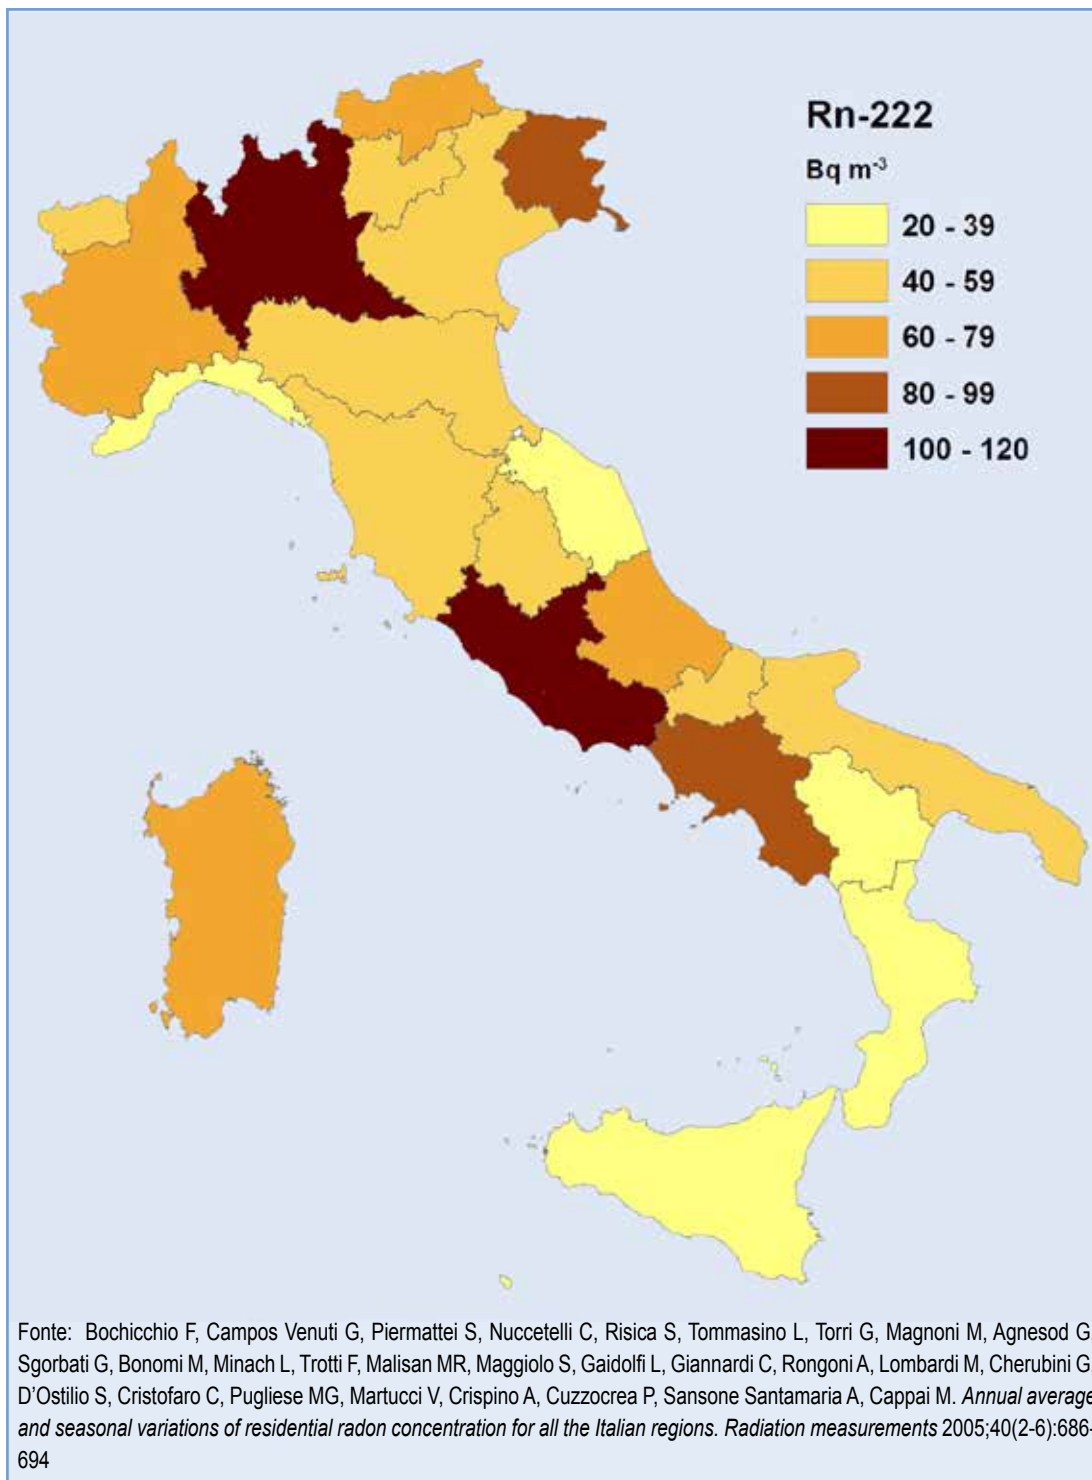 Rn-222
Bq m⁻³
20 - 39
40 - 59
60 - 79
80 - 99
100 - 120
Fonte: Bochicchio F, Campos Venuti G, Piermattei S, Nuccetelli C, Risica S, Tommasino L, Torri G, Magnoni M, Agnesod G
Sgorbati G, Bonomi M, Minach L, Trotti F, Malisan MR, Maggiolo S, Gaidolfi L, Giannardi C, Rongoni A, Lombardi M, Cherubini G
D'Ostilio S, Cristofaro C, Pugliese MG, Martucci V, Crispino A, Cuzzocrea P, Sansone Santamaria A, Cappai M. Annual average
and seasonal variations of residential radon concentration for all the Italian regions. Radiation measurements 2005;40(2-6):686-
694